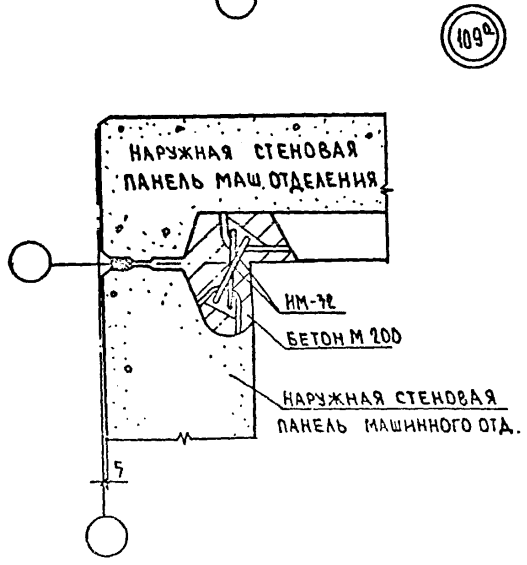 109а
НАРУЖНАЯ СТЕНОВАЯ
ПАНЕЛЬ МАШ. ОТДЕЛЕНИЯ
НМ-72
БЕТОН М 200
НАРУЖНАЯ СТЕНОВАЯ
ПАНЕЛЬ МАШИННОГО ОТД.
5